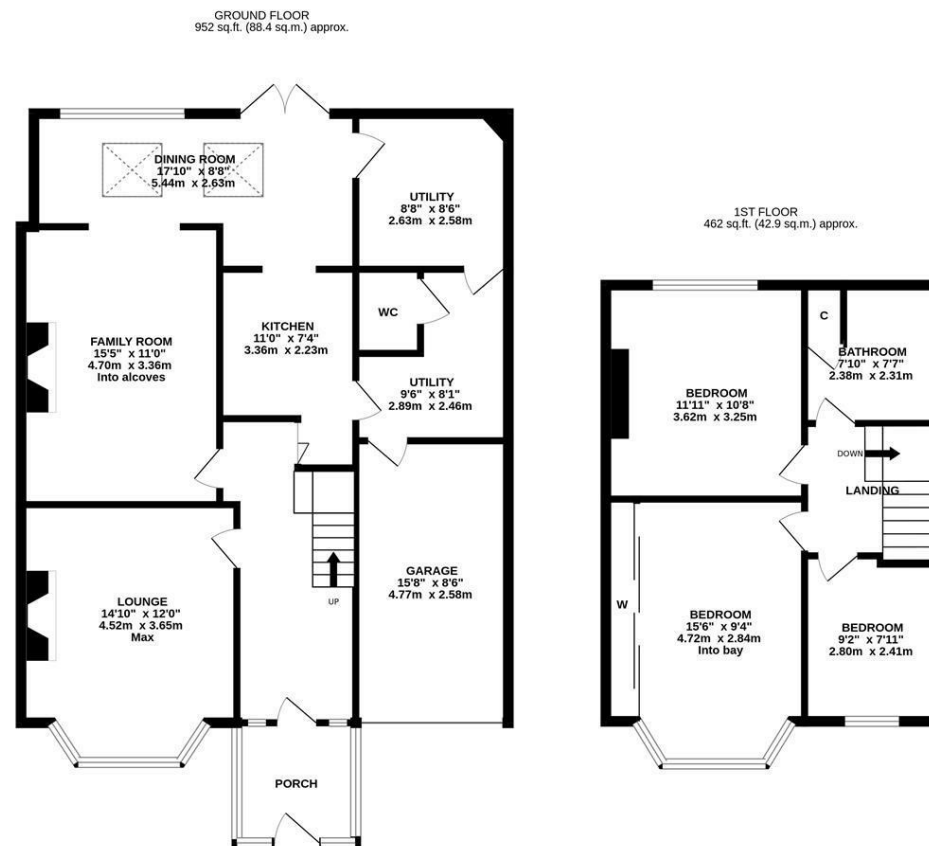 GROUND FLOOR
952 sq.ft. (88.4 sq.m.) approx.
DINING ROOM
17'10" x 8'8"
5.44m x 2.63m
UTILITY
8'8" x 8'6"
2.63m x 2.58m
WC
KITCHEN
11'0" x 7'4"
3.36m x 2.23m
FAMILY ROOM
15'5" x 11'0"
4.70m x 3.36m
Into alcoves
UTILITY
9'6" x 8'1"
2.89m x 2.46m
GARAGE
15'8" x 8'6"
4.77m x 2.58m
UP
LOUNGE
14'10" x 12'0"
4.52m x 3.65m
Max
PORCH
1ST FLOOR
462 sq.ft. (42.9 sq.m.) approx.
C
BATHROOM
7'10" x 7'7"
2.38m x 2.31m
BEDROOM
11'11" x 10'8"
3.62m x 3.25m
DOWN
LANDING
W
BEDROOM
15'6" x 9'4"
4.72m x 2.84m
Into bay
BEDROOM
9'2" x 7'11"
2.80m x 2.41m